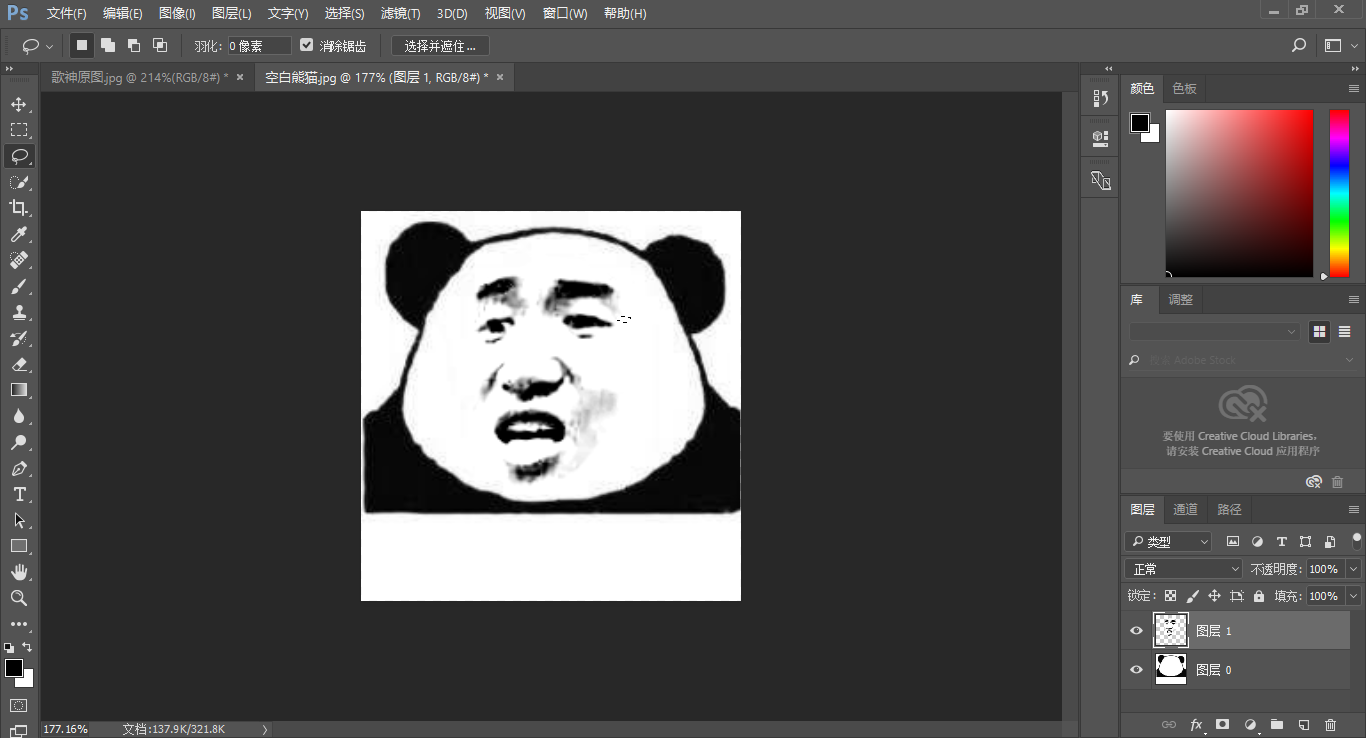 Ps 文件(F) 编辑(E) 图像(I) 图层(L) 文字(Y) 选择(S) 滤镜(T) 3D(D) 视图(V) 窗口(W) 帮助(H)
羽化: 0 像素 消除锯齿 选择并遮住...
歌神原图.jpg @ 214%(RGB/8#) * × 空白熊猫.jpg @ 177% (图层 1, RGB/8#) * ×
颜色 色板
库 调整
搜索 Adobe Stock
要使用 Creative Cloud Libraries,
请安装 Creative Cloud 应用程序
图层 通道 路径
类型
正常 不透明度: 100%
锁定: 填充: 100%
图层 1
图层 0
fx
177.16% 文档:137.9K/321.8K